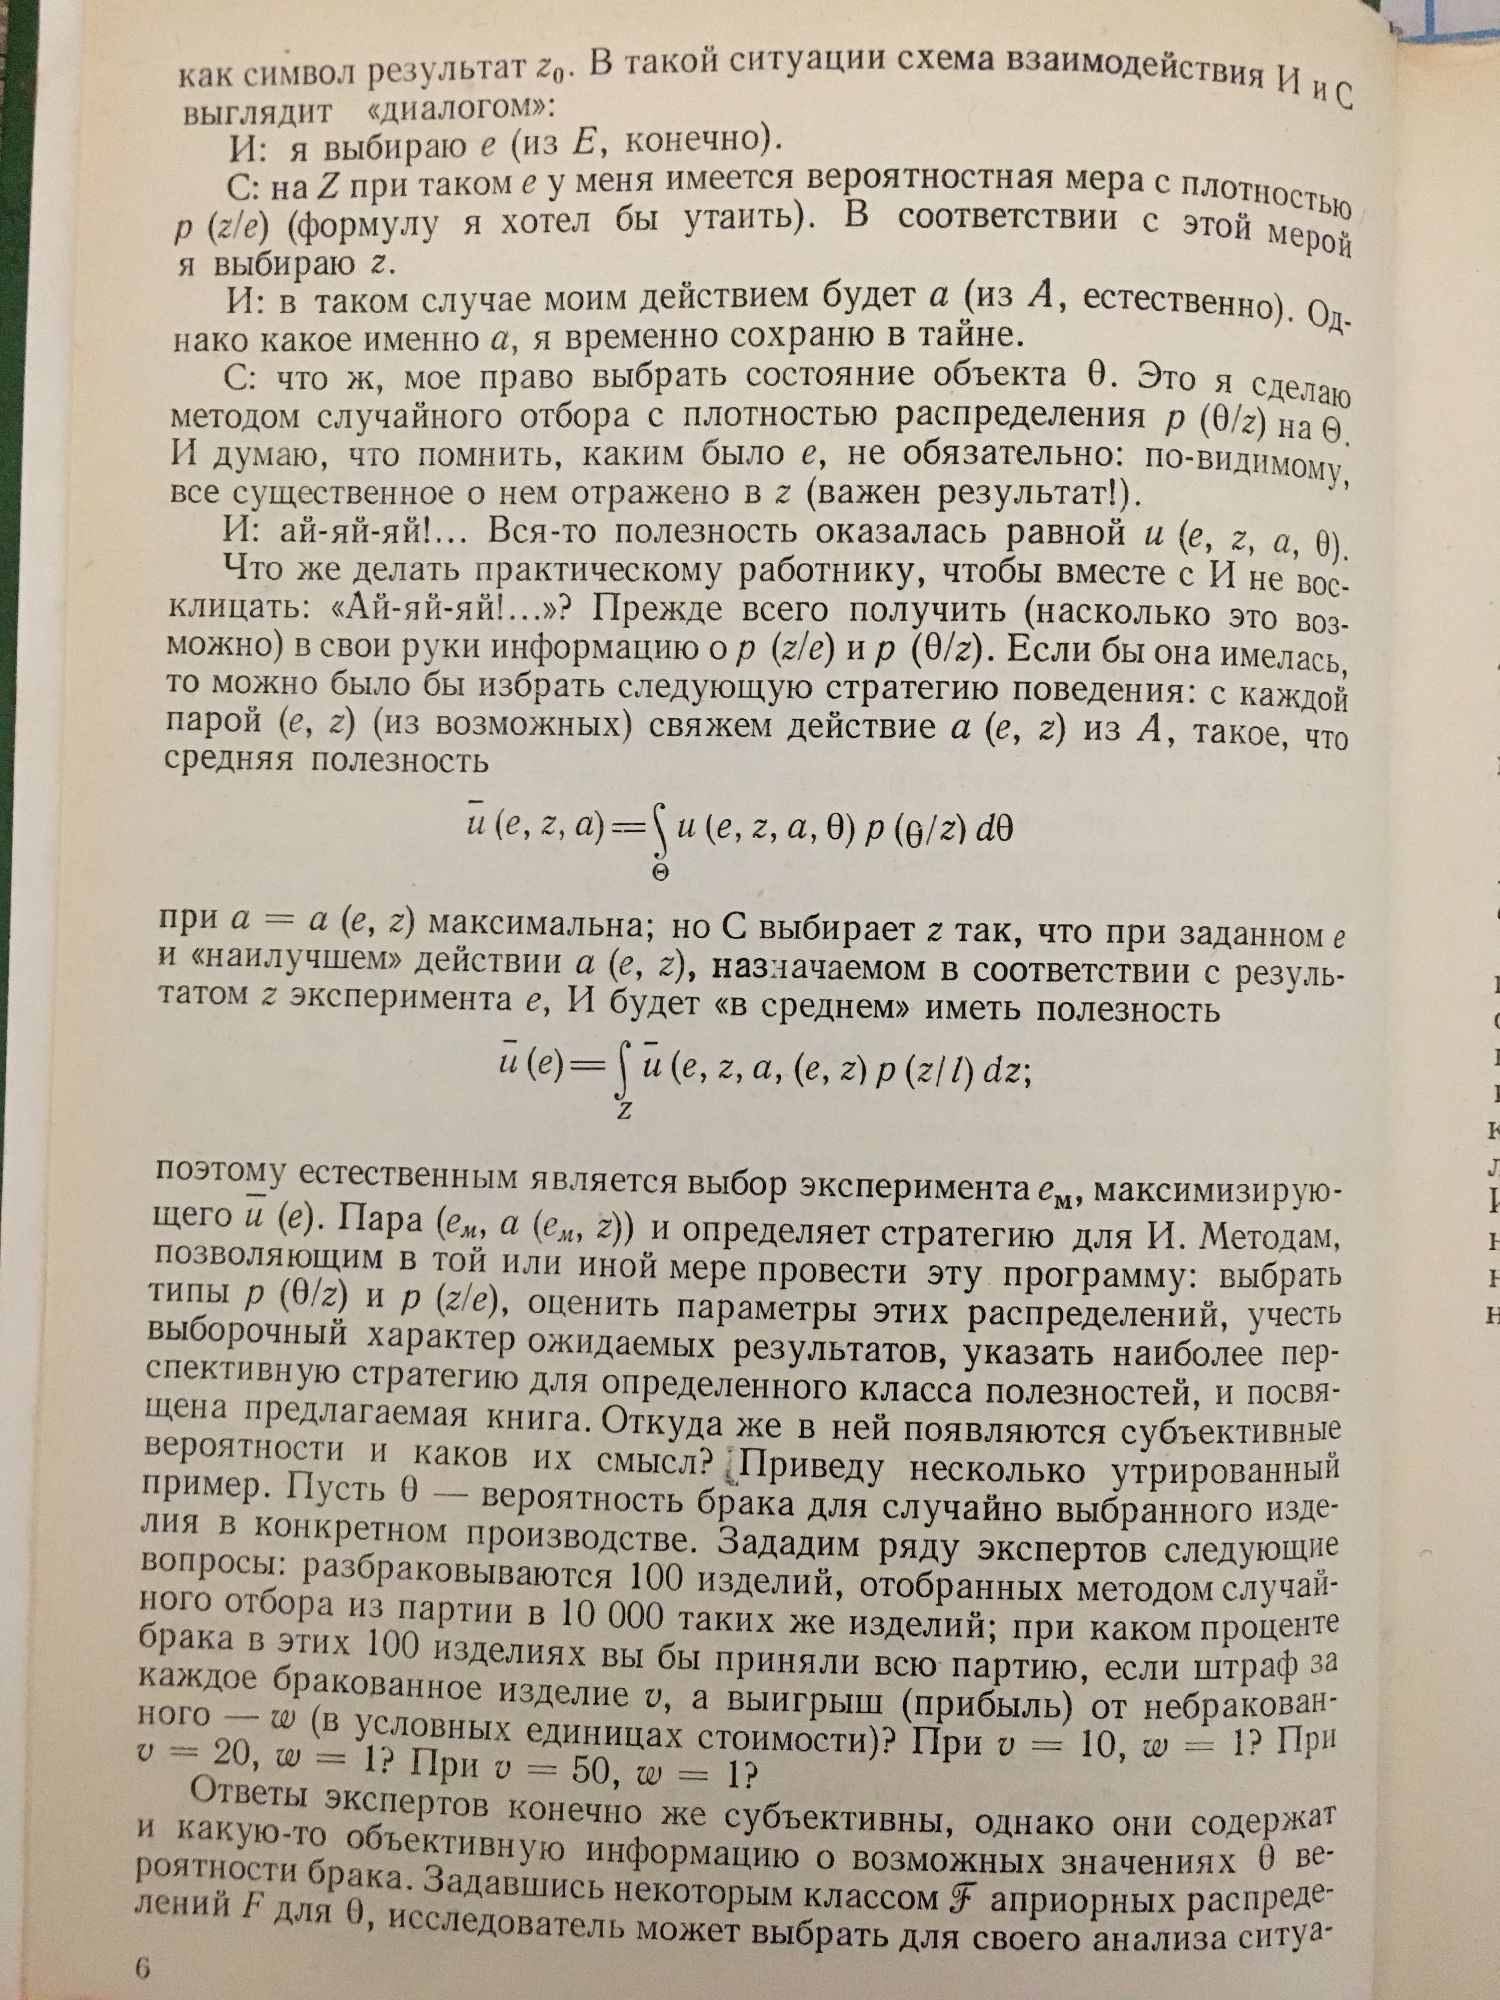 как символ результат z₀. В такой ситуации схема взаимодействия И и С
выглядит «диалогом»:
И: я выбираю e (из E, конечно).
С: на Z при таком e у меня имеется вероятностная мера с плотностью
p (z/e) (формулу я хотел бы утаить). В соответствии с этой мерой
я выбираю z.
И: в таком случае моим действием будет a (из A, естественно). Од-
нако какое именно a, я временно сохраню в тайне.
С: что ж, мое право выбрать состояние объекта θ. Это я сделаю
методом случайного отбора с плотностью распределения p (θ/z) на Θ.
И думаю, что помнить, каким было e, не обязательно: по-видимому,
все существенное о нем отражено в z (важен результат!).
И: ай-яй-яй!... Вся-то полезность оказалась равной u (e, z, a, θ).
Что же делать практическому работнику, чтобы вместе с И не вос-
клицать: «Ай-яй-яй!...»? Прежде всего получить (насколько это воз-
можно) в свои руки информацию о p (z/e) и p (θ/z). Если бы она имелась,
то можно было бы избрать следующую стратегию поведения: с каждой
парой (e, z) (из возможных) свяжем действие a (e, z) из A, такое, что
средняя полезность
ū (e, z, a) = ∫ u (e, z, a, θ) p (θ/z) dθ
Θ
при a = a (e, z) максимальна; но С выбирает z так, что при заданном e
и «наилучшем» действии a (e, z), назначаемом в соответствии с резуль-
татом z эксперимента e, И будет «в среднем» иметь полезность
ū (e) = ∫ ū (e, z, a, (e, z) p (z/l) dz;
Z
поэтому естественным является выбор эксперимента eм, максимизирую-
щего ū (e). Пара (eм, a (eм, z)) и определяет стратегию для И. Методам,
позволяющим в той или иной мере провести эту программу: выбрать
типы p (θ/z) и p (z/e), оценить параметры этих распределений, учесть
выборочный характер ожидаемых результатов, указать наиболее пер-
спективную стратегию для определенного класса полезностей, и посвя-
щена предлагаемая книга. Откуда же в ней появляются субъективные
вероятности и каков их смысл? Приведу несколько утрированный
пример. Пусть θ — вероятность брака для случайно выбранного изде-
лия в конкретном производстве. Зададим ряду экспертов следующие
вопросы: разбраковываются 100 изделий, отобранных методом случай-
ного отбора из партии в 10 000 таких же изделий; при каком проценте
брака в этих 100 изделиях вы бы приняли всю партию, если штраф за
каждое бракованное изделие v, а выигрыш (прибыль) от небракован-
ного — w (в условных единицах стоимости)? При v = 10, w = 1? При
v = 20, w = 1? При v = 50, w = 1?
Ответы экспертов конечно же субъективны, однако они содержат
и какую-то объективную информацию о возможных значениях θ ве-
роятности брака. Задавшись некоторым классом ℱ априорных распреде-
лений F для θ, исследователь может выбрать для своего анализа ситуа-
6